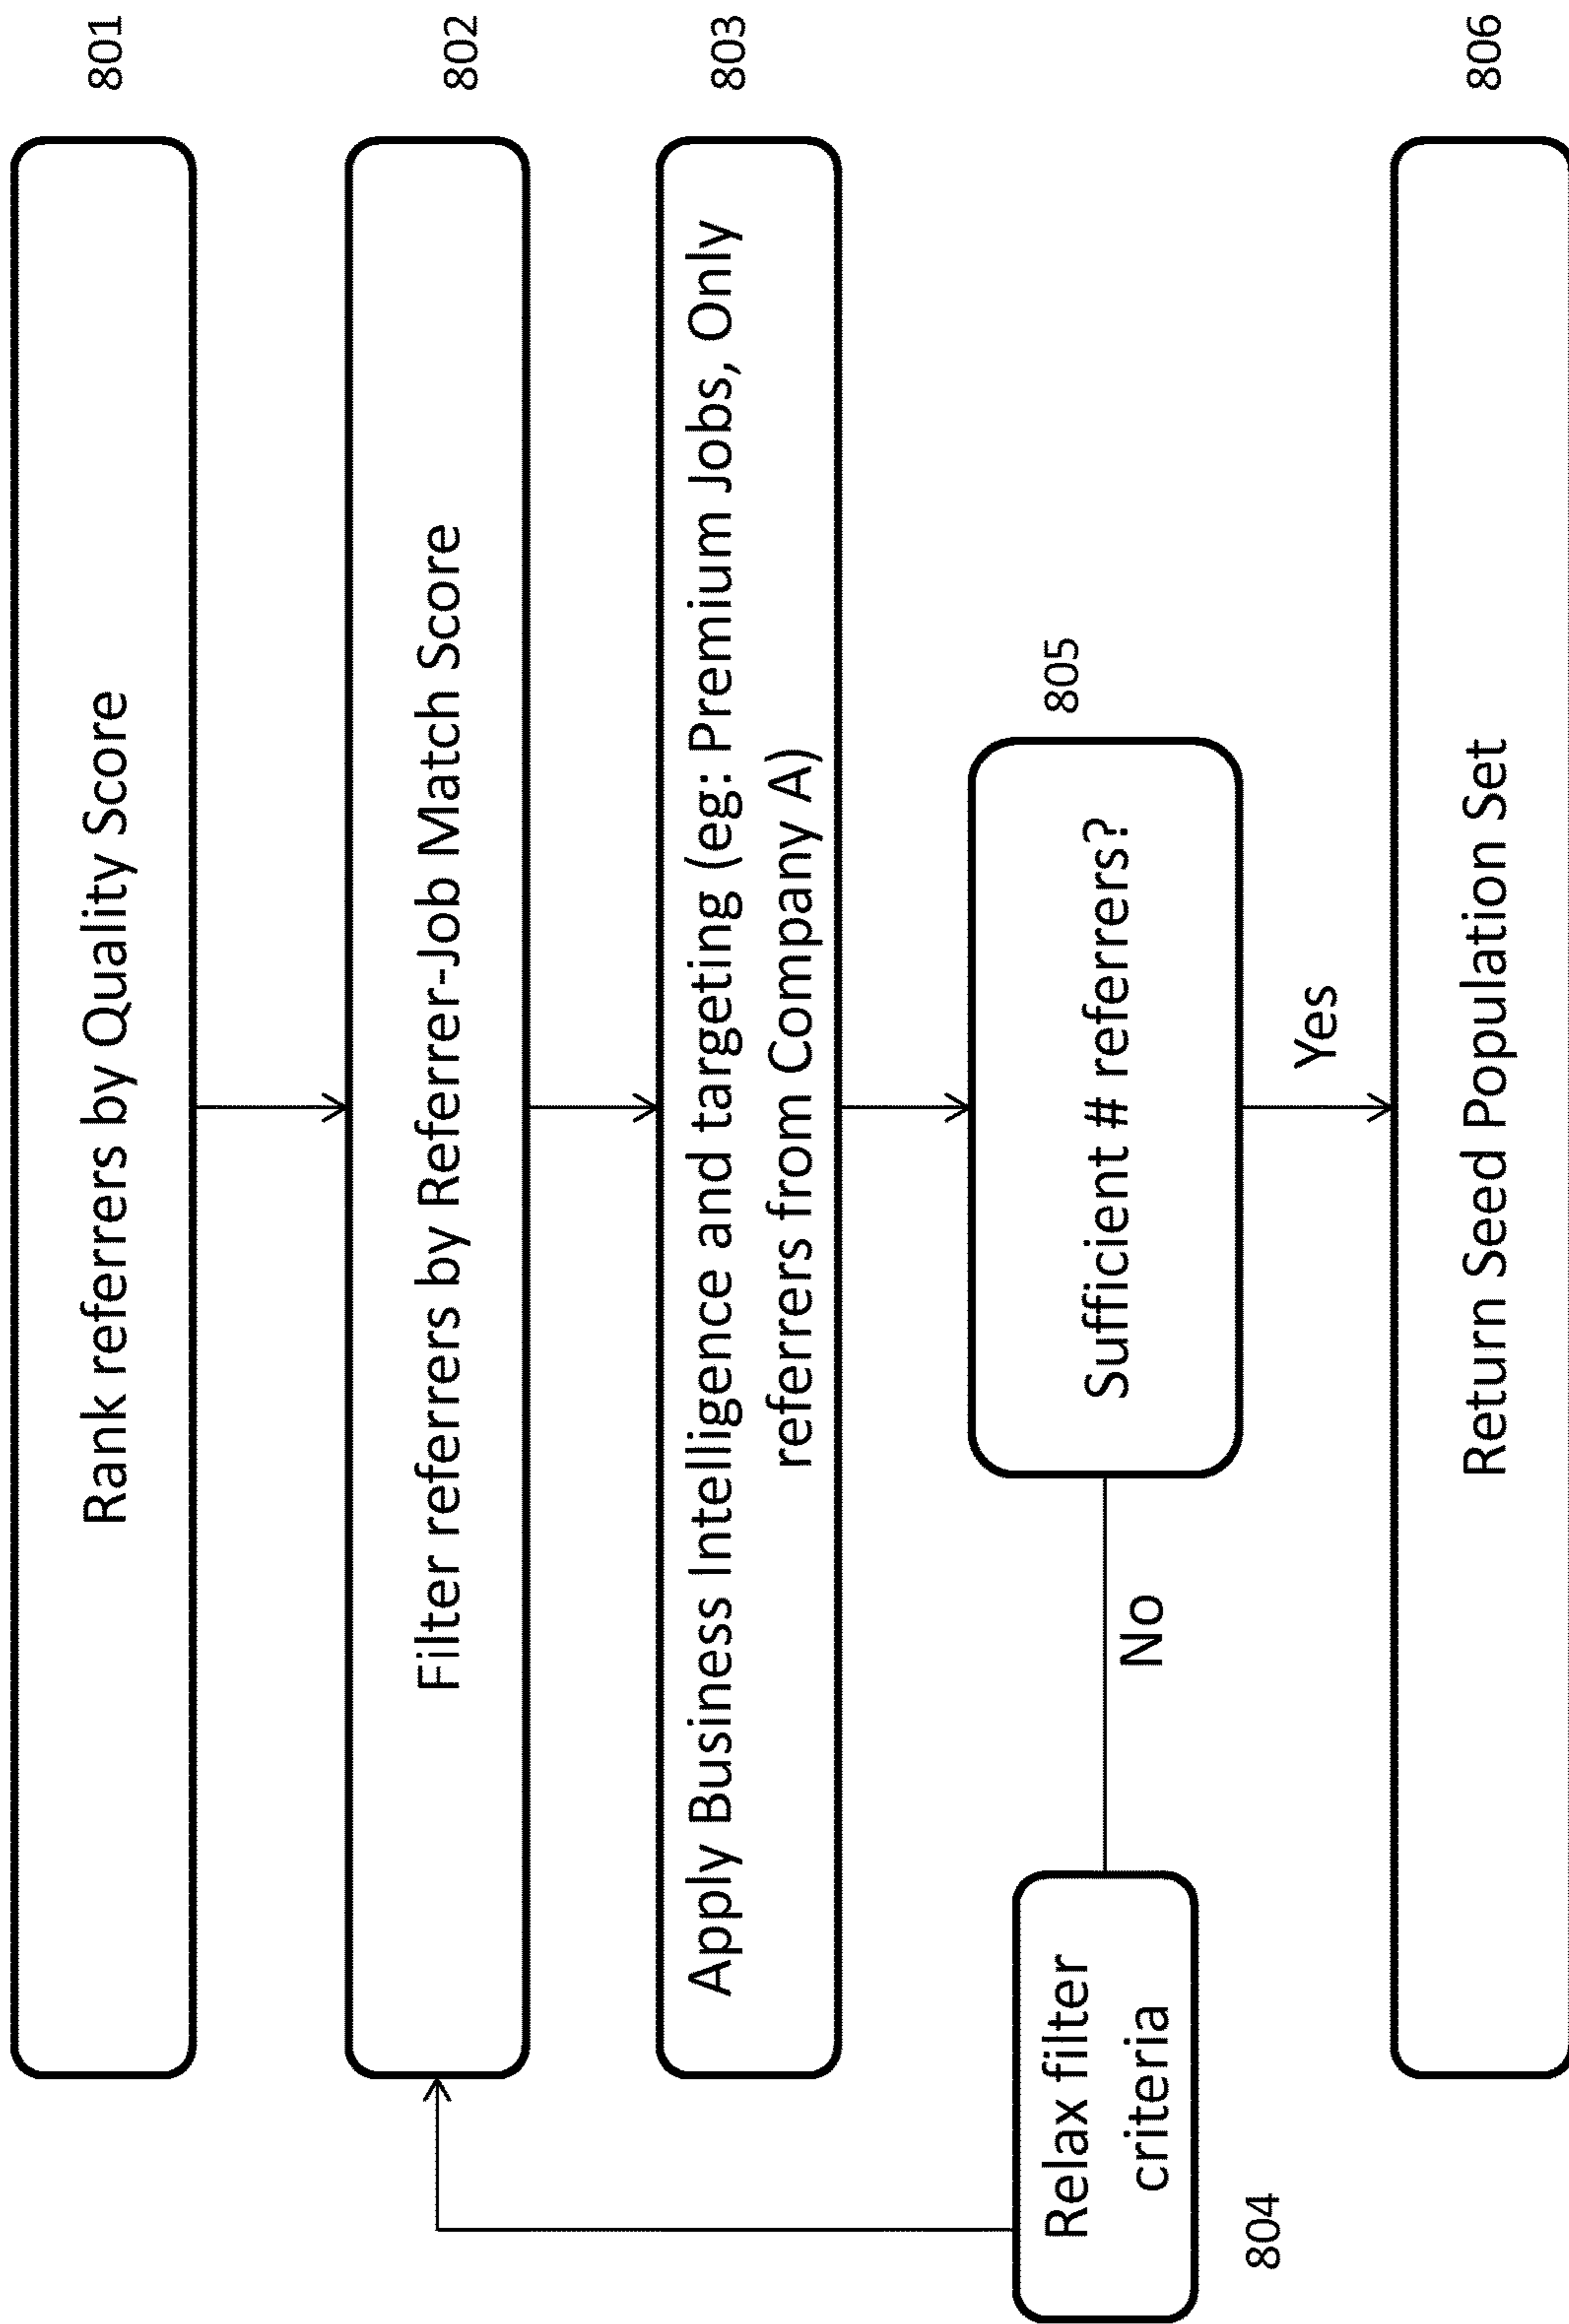 801
Rank referrers by Quality Score
802
Filter referrers by Referrer-Job Match Score
803
Apply Business Intelligence and targeting (eg: Premium Jobs, Only
referrers from Company A)
805
Sufficient # referrers?
No
Yes
Relax filter
criteria
804
806
Return Seed Population Set